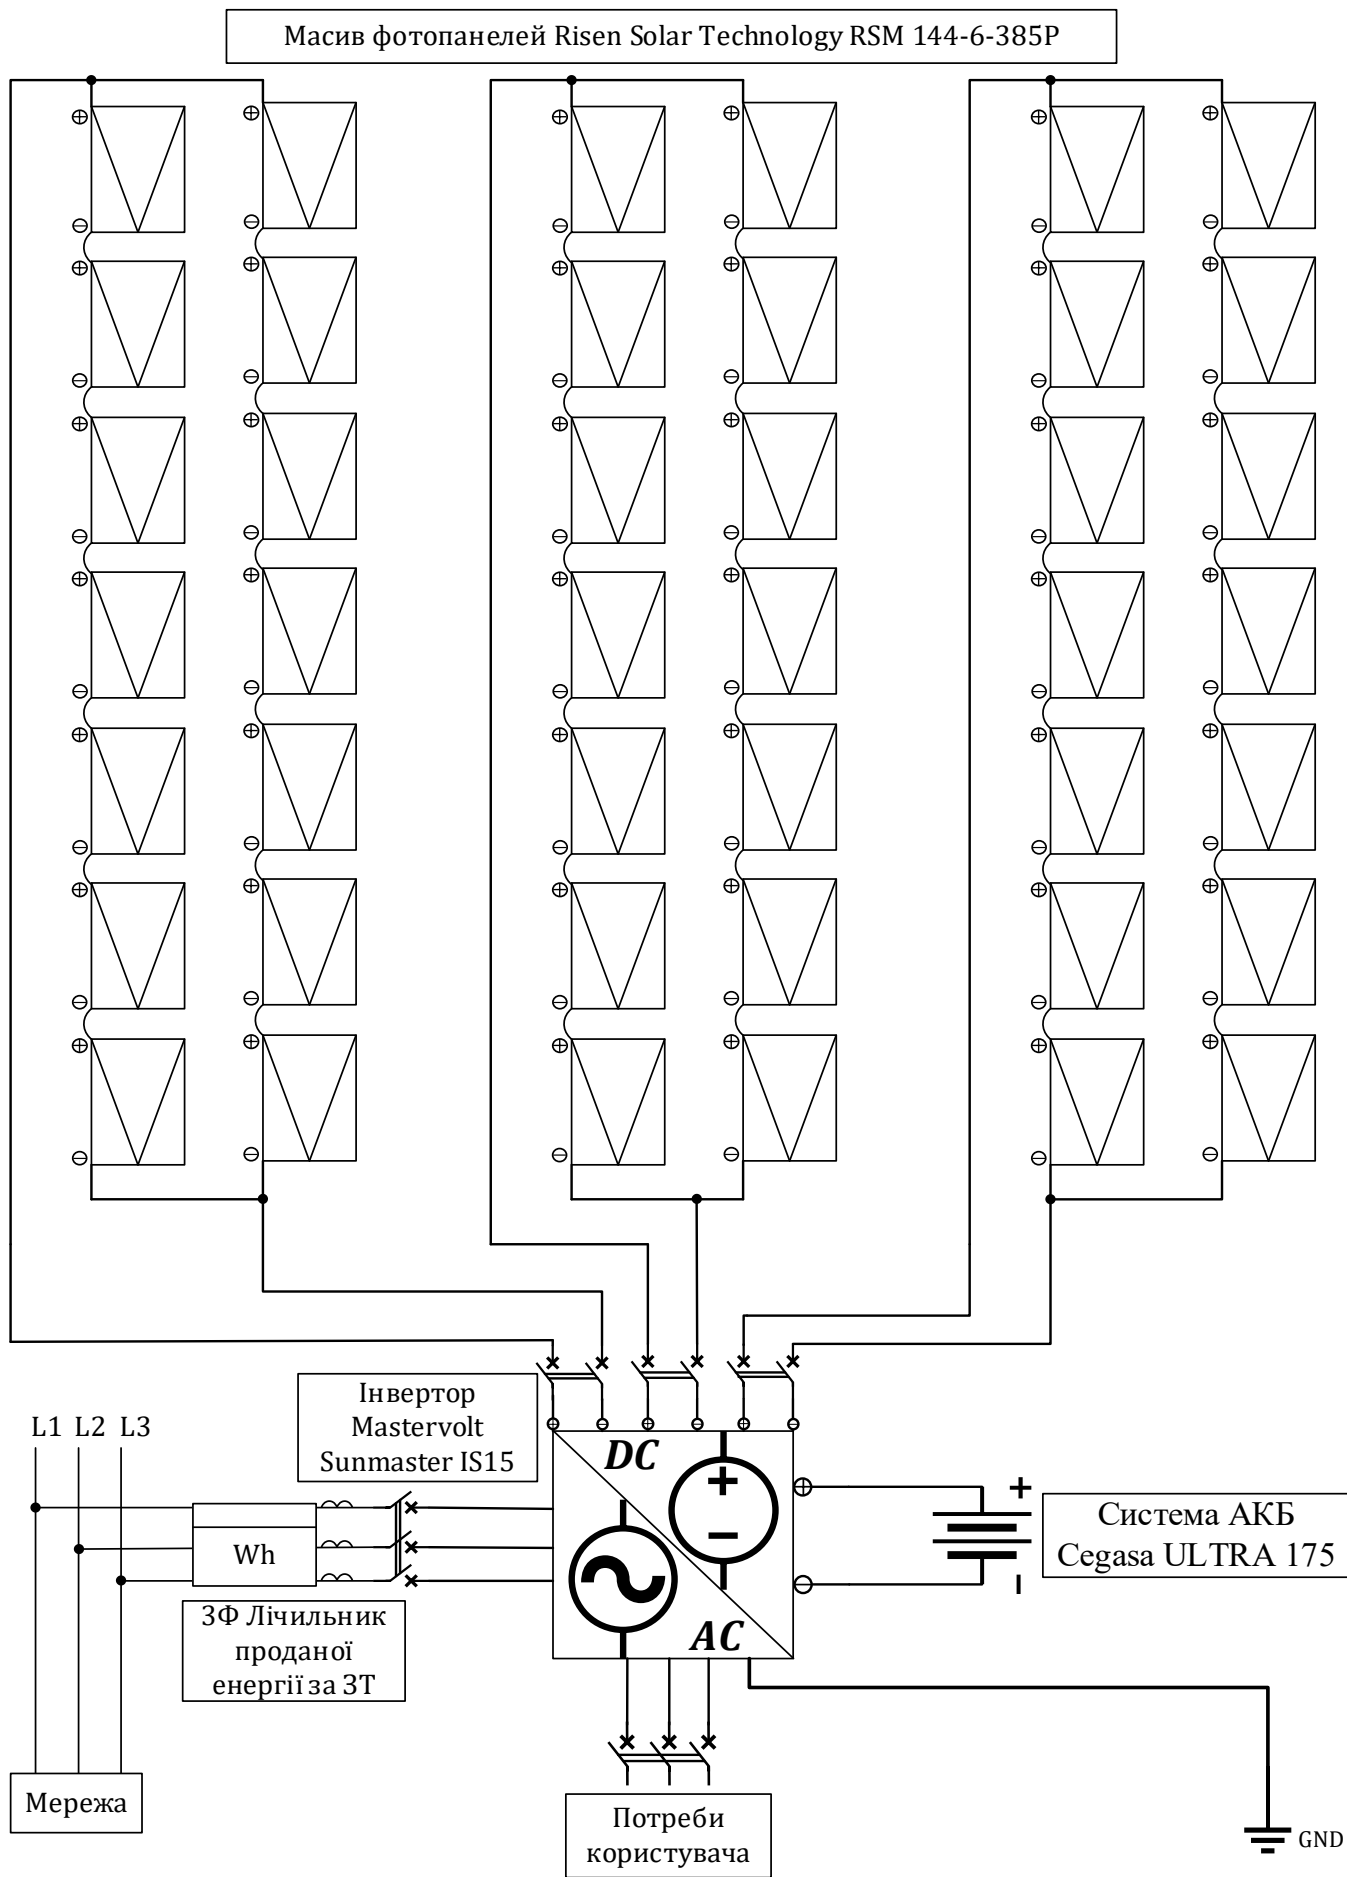 Масив фотопанелей Risen Solar Technology RSM 144-6-385P
Інвертор
Mastervolt
Sunmaster IS15
DC
AC
L1 L2 L3
Wh
3Ф Лічильник
проданої
енергії за ЗТ
Система АКБ
Cegasa ULTRA 175
Мережа
Потреби
користувача
GND